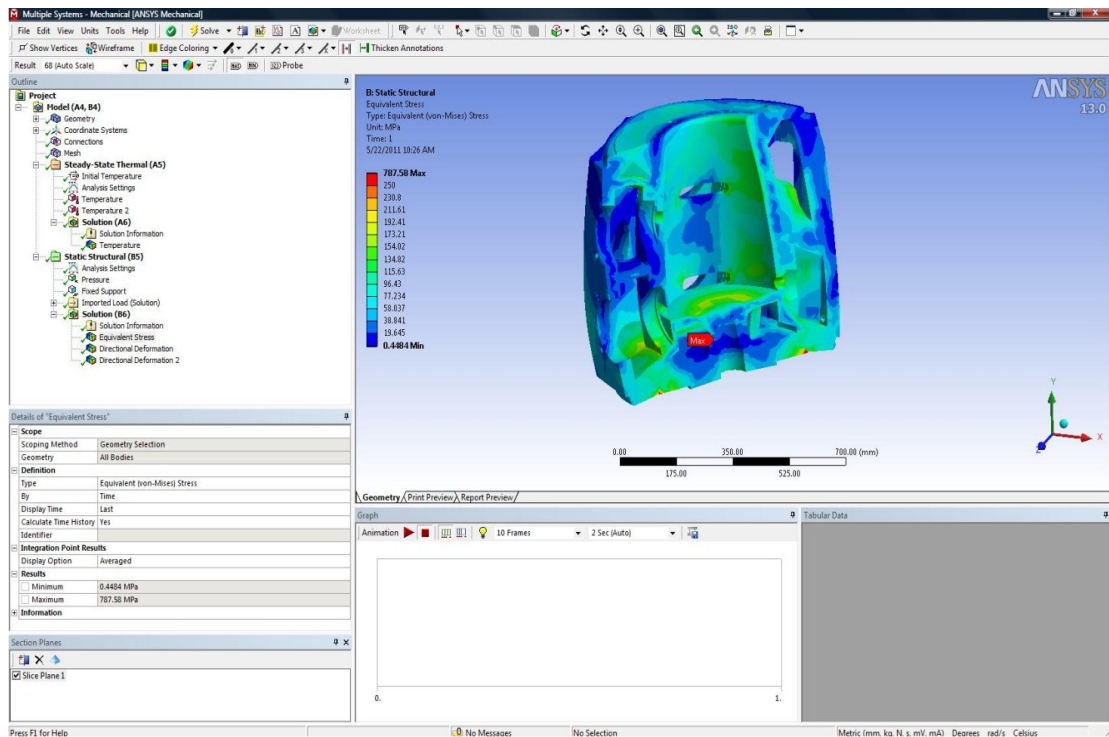 Multiple Systems - Mechanical [ANSYS Mechanical]
File Edit View Units Tools Help Solve Worksheet
Show Vertices Wireframe Edge Coloring Thicken Annotations
Result 68 (Auto Scale) Probe
Outline
Project
Model (A4, B4)
Geometry
Coordinate Systems
Connections
Mesh
Steady-State Thermal (A5)
Initial Temperature
Analysis Settings
Temperature
Temperature 2
Solution (A6)
Solution Information
Temperature
Static Structural (B5)
Analysis Settings
Pressure
Fixed Support
Imported Load (Solution)
Solution (B6)
Solution Information
Equivalent Stress
Directional Deformation
Directional Deformation 2
Details of "Equivalent Stress"
Scope
Scoping Method Geometry Selection
Geometry All Bodies
Definition
Type Equivalent (von-Mises) Stress
By Time
Display Time Last
Calculate Time History Yes
Identifier
Integration Point Results
Display Option Averaged
Results
Minimum 0.4484 MPa
Maximum 787.58 MPa
Information
Section Planes
Slice Plane 1
B: Static Structural
Equivalent Stress
Type: Equivalent (von-Mises) Stress
Unit: MPa
Time: 1
5/22/2011 10:26 AM
787.58 Max
250
230.8
211.61
192.41
173.21
154.02
134.82
115.63
96.43
77.234
58.037
38.841
19.645
0.4484 Min
ANSYS
13.0
Max
Y
X
Z
0.00 350.00 700.00 (mm)
175.00 525.00
Geometry Print Preview Report Preview
Graph
Animation 10 Frames 2 Sec (Auto)
0. 1.
Tabular Data
Press F1 for Help 0 No Messages No Selection Metric (mm, kg, N, s, mV, mA) Degrees rad/s Celsius